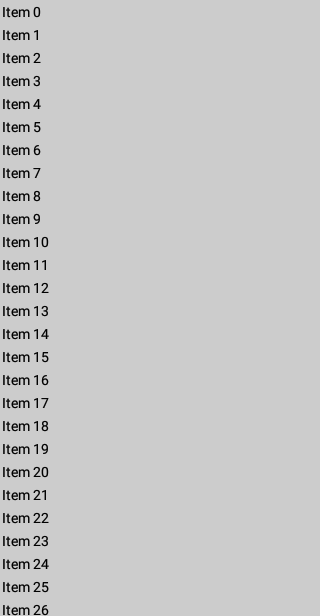 Item 0
Item 1
Item 2
Item 3
Item 4
Item 5
Item 6
Item 7
Item 8
Item 9
Item 10
Item 11
Item 12
Item 13
Item 14
Item 15
Item 16
Item 17
Item 18
Item 19
Item 20
Item 21
Item 22
Item 23
Item 24
Item 25
Item 26